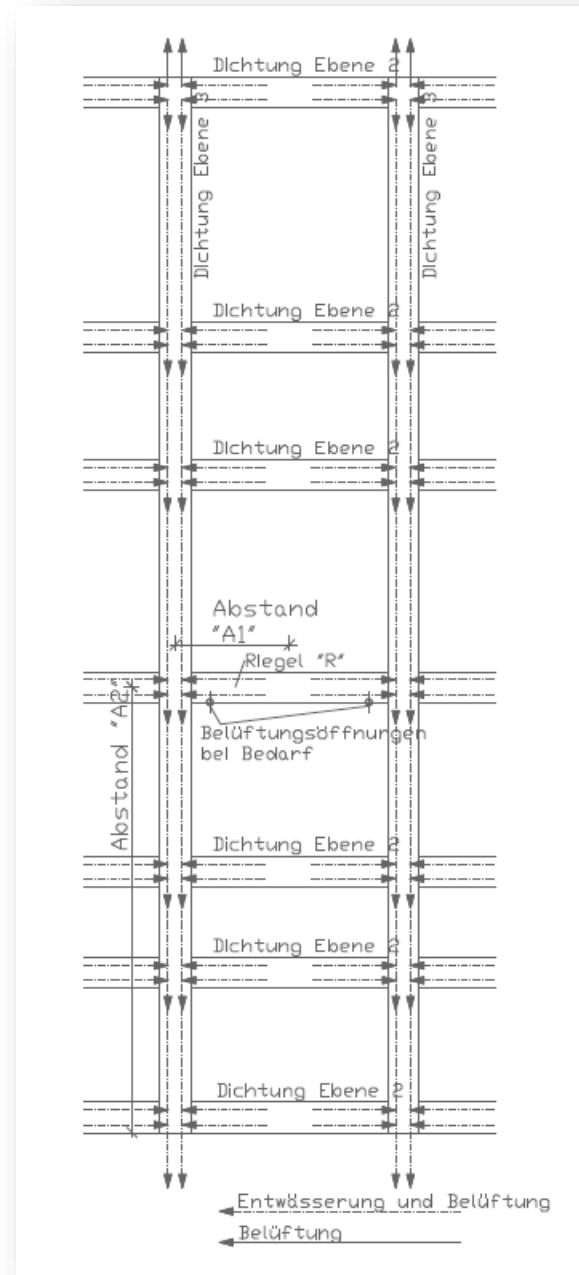 Dichtung Ebene 2
Dichtung Ebene 3
Dichtung Ebene 3
Dichtung Ebene 2
Dichtung Ebene 2
Abstand
"A1"
Riegel "R"
Abstand "A2"
Belüftungsöffnungen
bei Bedarf
Dichtung Ebene 2
Dichtung Ebene 2
Dichtung Ebene 2
Entwässerung und Belüftung
Belüftung